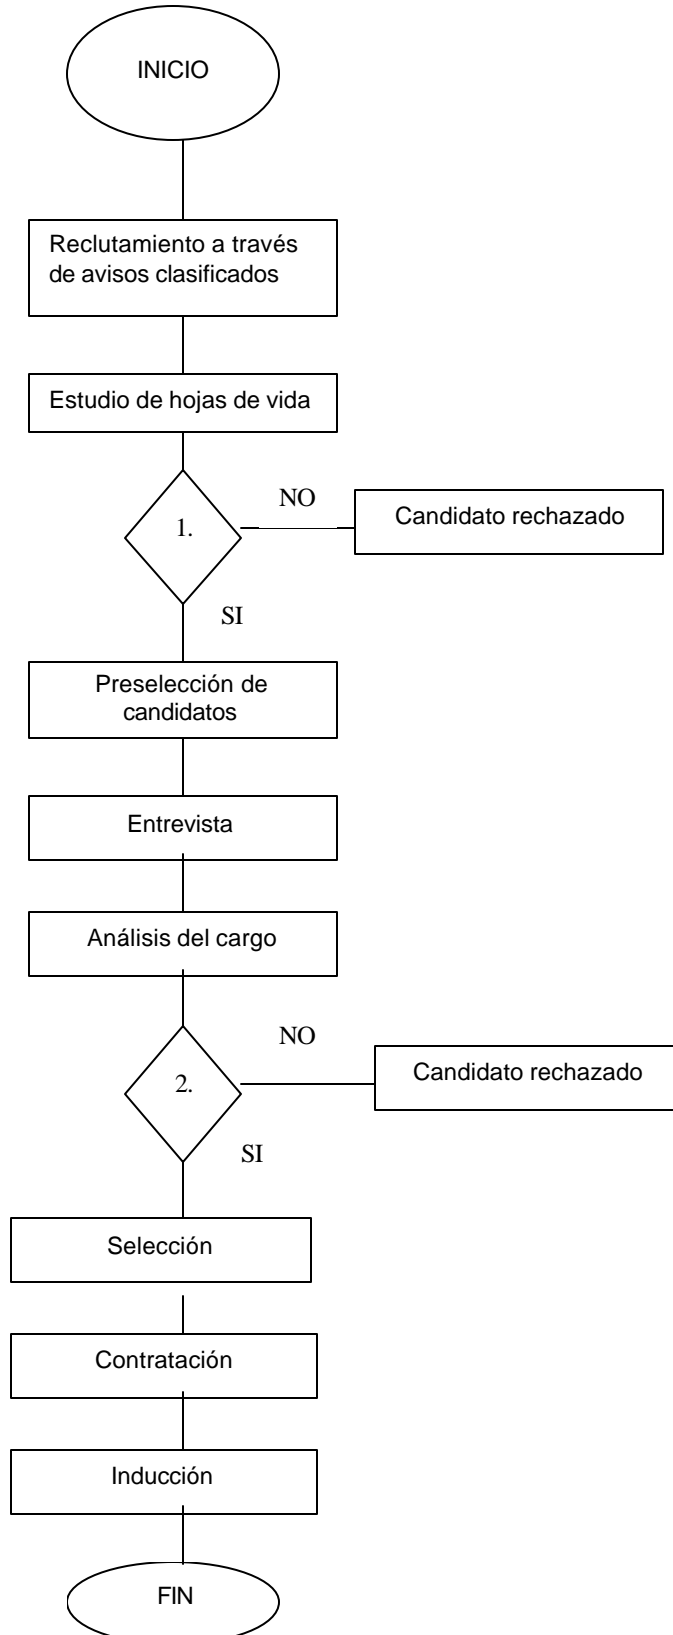 INICIO
Reclutamiento a través
de avisos clasificados
Estudio de hojas de vida
1.
NO
Candidato rechazado
SI
Preselección de
candidatos
Entrevista
Análisis del cargo
NO
2.
Candidato rechazado
SI
Selección
Contratación
Inducción
FIN